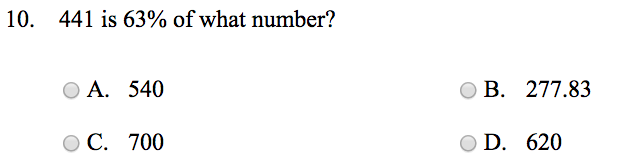 10. 441 is 63% of what number?
A. 540 B. 277.83
C. 700 D. 620